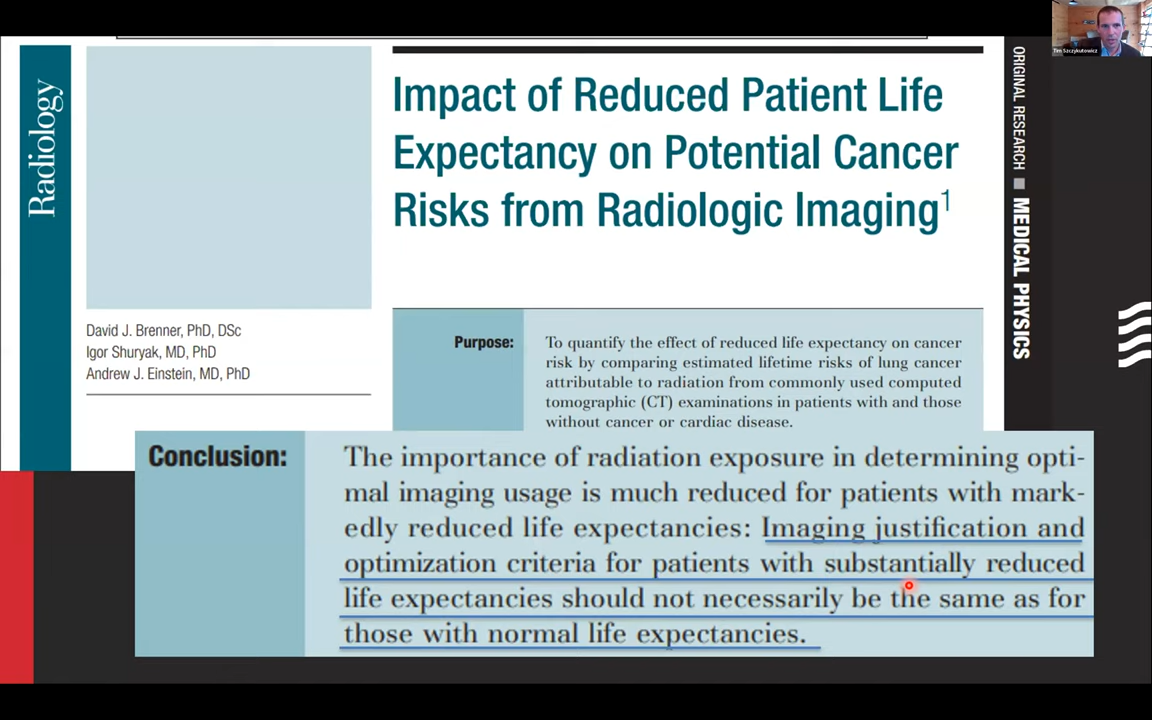 Tim Szczykutowicz
Radiology
Impact of Reduced Patient Life
Expectancy on Potential Cancer
Risks from Radiologic Imaging1
ORIGINAL RESEARCH ■ MEDICAL PHYSICS
David J. Brenner, PhD, DSc
Igor Shuryak, MD, PhD
Andrew J. Einstein, MD, PhD
Purpose: To quantify the effect of reduced life expectancy on cancer
risk by comparing estimated lifetime risks of lung cancer
attributable to radiation from commonly used computed
tomographic (CT) examinations in patients with and those
without cancer or cardiac disease.
Conclusion: The importance of radiation exposure in determining opti-
mal imaging usage is much reduced for patients with mark-
edly reduced life expectancies: Imaging justification and
optimization criteria for patients with substantially reduced
life expectancies should not necessarily be the same as for
those with normal life expectancies.